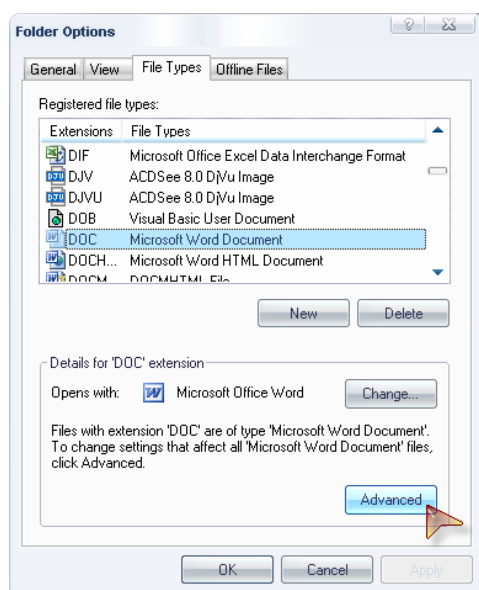 Folder Options
General View File Types Offline Files
Registered file types:
Extensions File Types
DIF Microsoft Office Excel Data Interchange Format
DJV ACDSee 8.0 DjVu Image
DJVU ACDSee 8.0 DjVu Image
DOB Visual Basic User Document
DOC Microsoft Word Document
DOCH... Microsoft Word HTML Document
DOCM DOCMHTML File
New Delete
Details for 'DOC' extension
Opens with: Microsoft Office Word Change...
Files with extension 'DOC' are of type 'Microsoft Word Document'.
To change settings that affect all 'Microsoft Word Document' files,
click Advanced.
Advanced
OK Cancel Apply